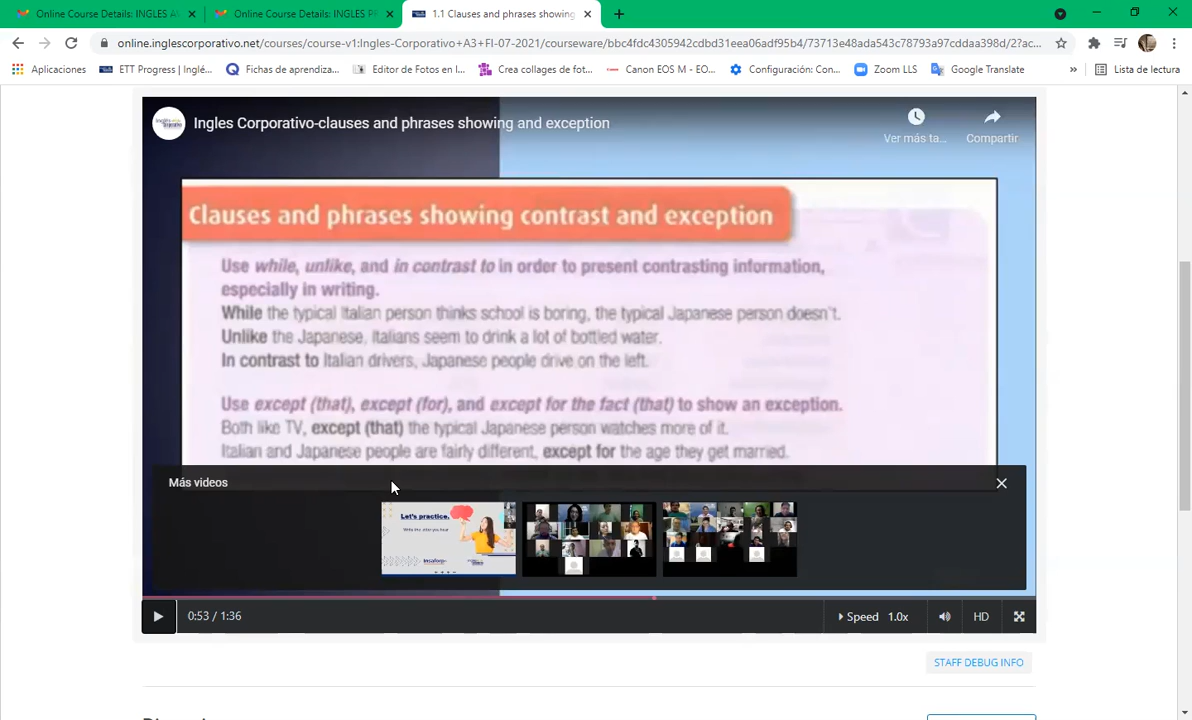 Online Course Details: INGLES A
Online Course Details: INGLES P
1.1 Clauses and phrases showing
online.inglescorporativo.net/courses/course-v1:Ingles-Corporativo+A3+FI-07-2021/courseware/bbc4fdc4305942cdbd31eea06adf95b4/73713e48ada543c78793a97cddaa398d/2?ac...
Aplicaciones
ETT Progress | Inglé...
Fichas de aprendiza...
Editor de Fotos en l...
Crea collages de fot...
Canon EOS M - EO...
Configuración: Con...
Zoom LLS
Google Translate
»
Lista de lectura
Ingles Corporativo-clauses and phrases showing and exception
Ver más ta...
Compartir
Clauses and phrases showing contrast and exception
Use while, unlike, and in contrast to in order to present contrasting information,
especially in writing.
While the typical Italian person thinks school is boring, the typical Japanese person doesn't.
Unlike the Japanese, Italians seem to drink a lot of bottled water.
In contrast to Italian drivers, Japanese people drive on the left.
Use except (that), except (for), and except for the fact (that) to show an exception.
Both like TV, except (that) the typical Japanese person watches more of it.
Italian and Japanese people are fairly different, except for the age they get married.
Más videos
Let's practice.
Write the letter you hear
Insaforp
0:53 / 1:36
Speed 1.0x
HD
STAFF DEBUG INFO